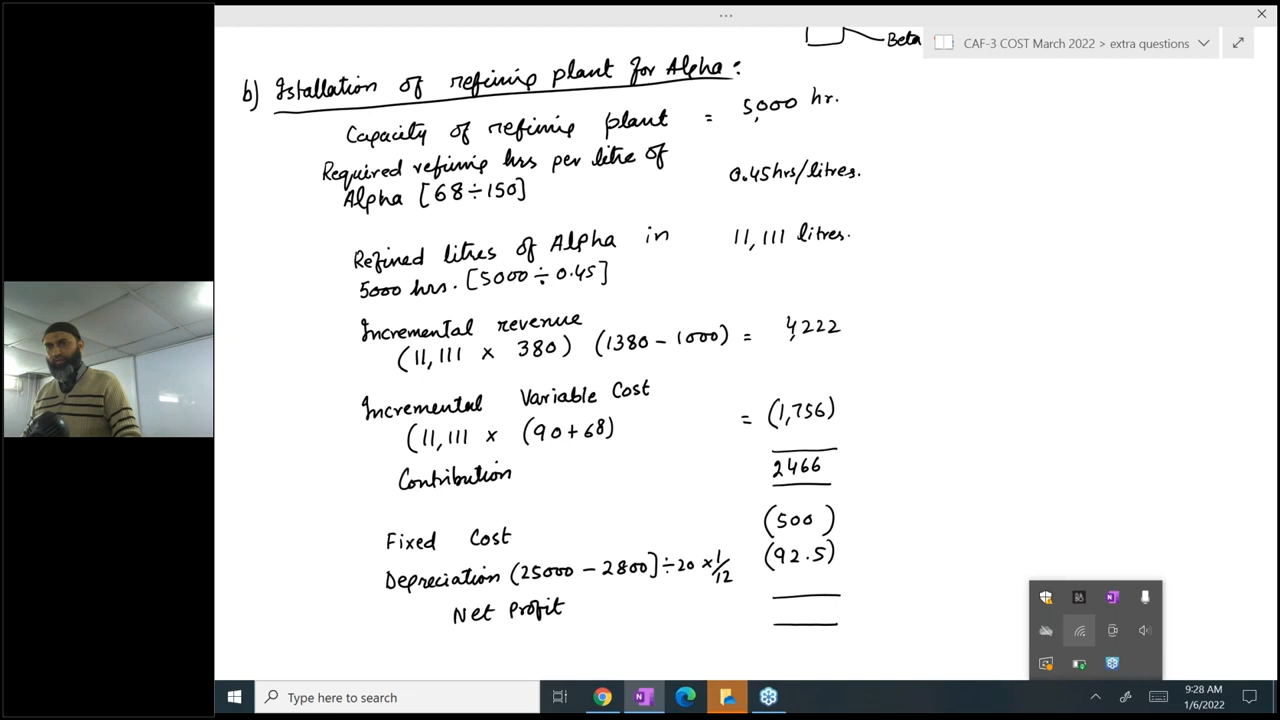 Beta
CAF-3 COST March 2022 > extra questions
b) Istallation of refining plant for Alpha:
Capacity of refining plant = 5,000 hr.
Required refining hrs per litre of
Alpha [68÷150] 0.45hrs/litres.
Refined litres of Alpha in 11,111 litres.
5000 hrs. [5000÷0.45]
Incremental revenue
(11,111 x 380) (1380-1000) = 4,222
Incremental Variable Cost
(11,111 x (90+68) = (1,756)
Contribution 2466
Fixed Cost (500)
Depreciation (25000-2800]÷20 x 1/12 (92.5)
Net Profit
Type here to search
9:28 AM
1/6/2022